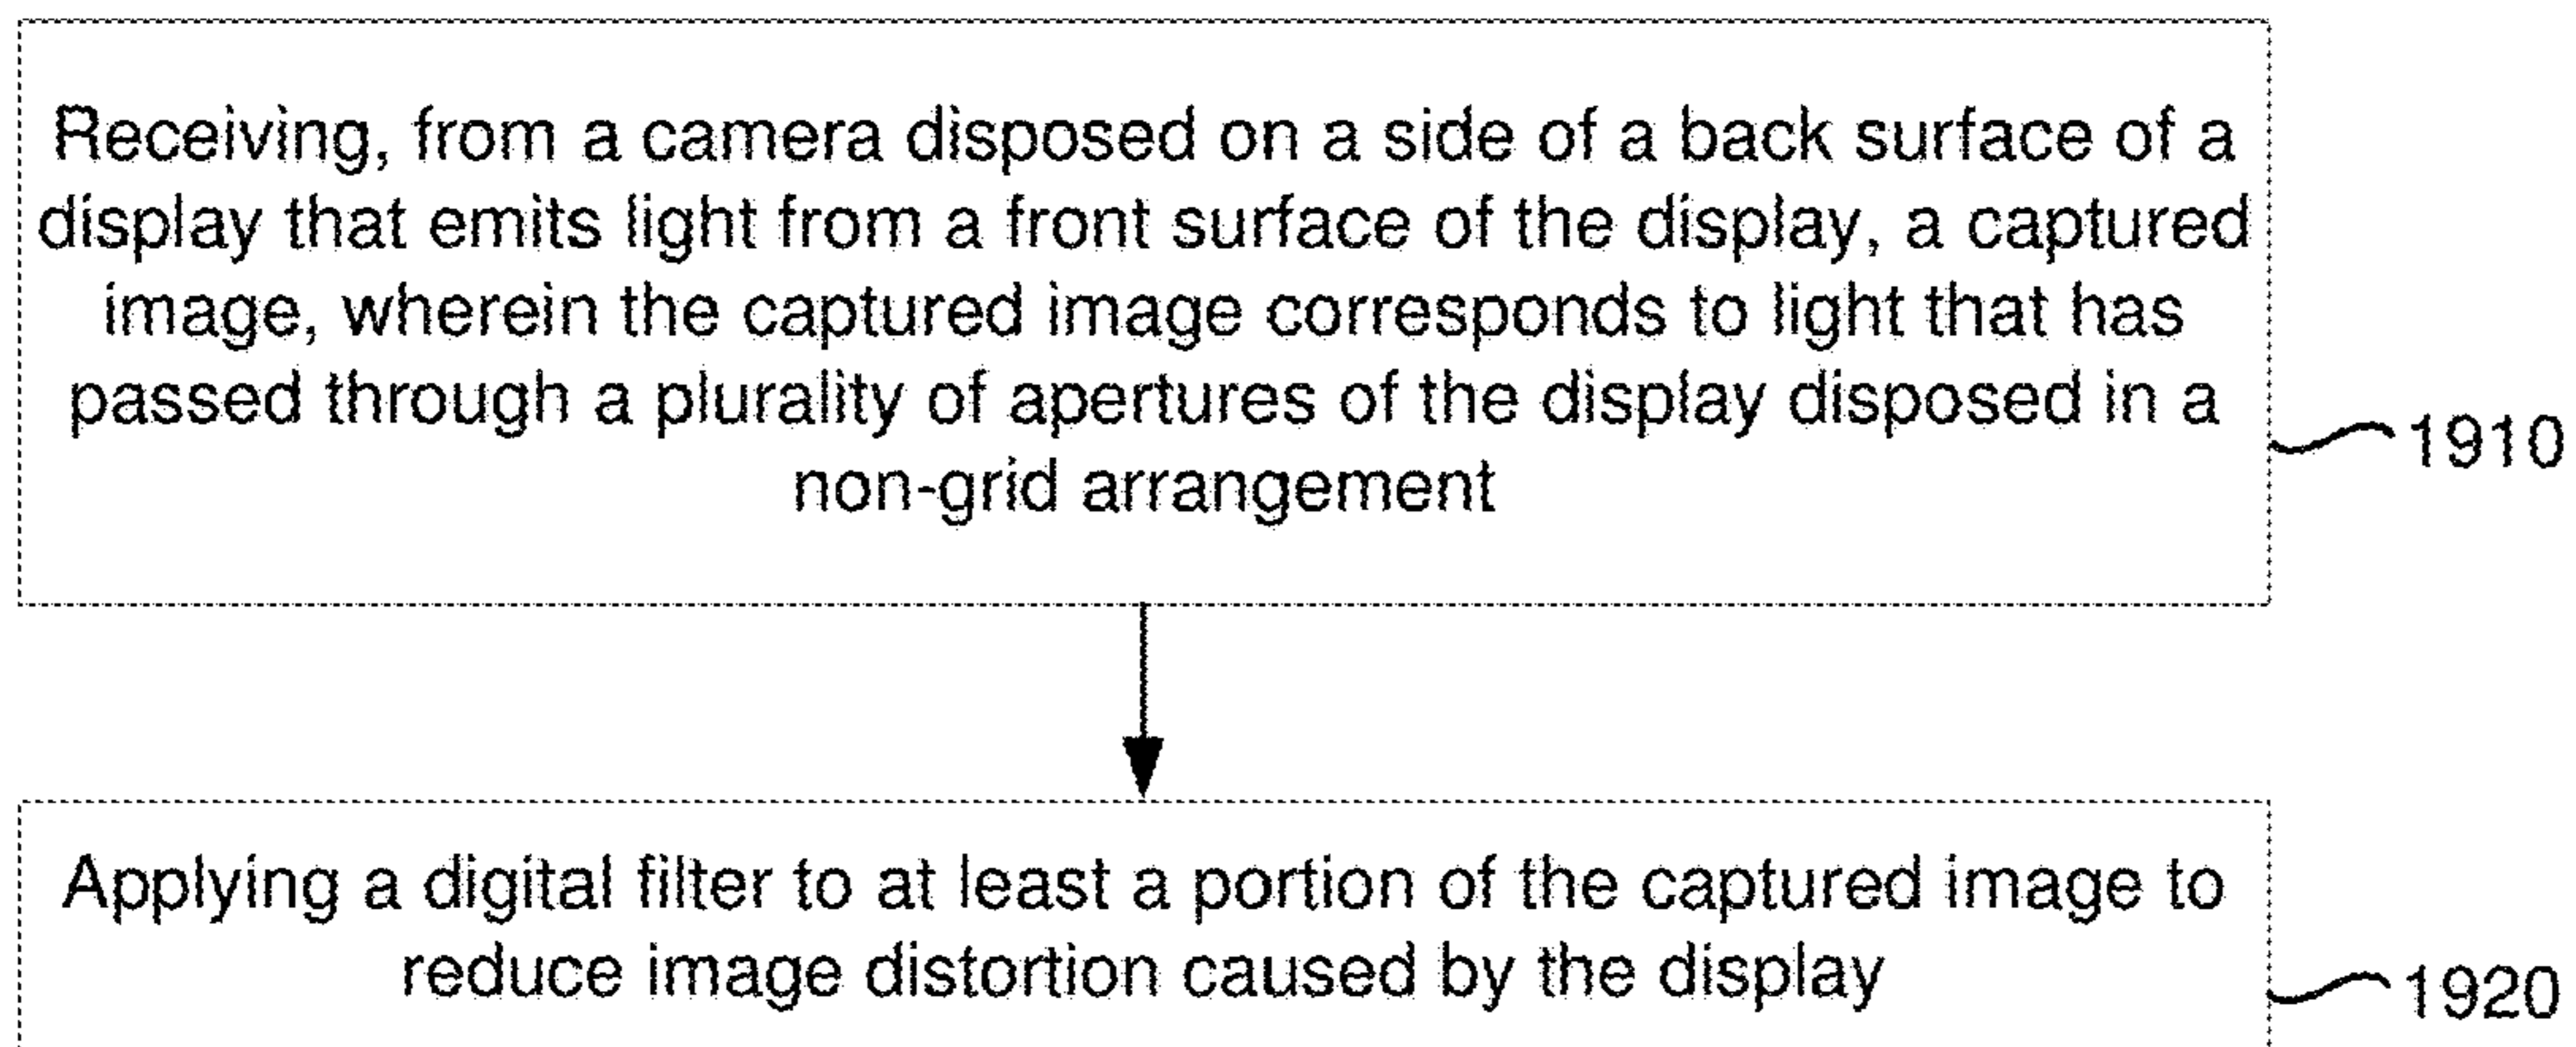 Receiving, from a camera disposed on a side of a back surface of a
display that emits light from a front surface of the display, a captured
image, wherein the captured image corresponds to light that has
passed through a plurality of apertures of the display disposed in a
non-grid arrangement
1910
Applying a digital filter to at least a portion of the captured image to
reduce image distortion caused by the display
1920